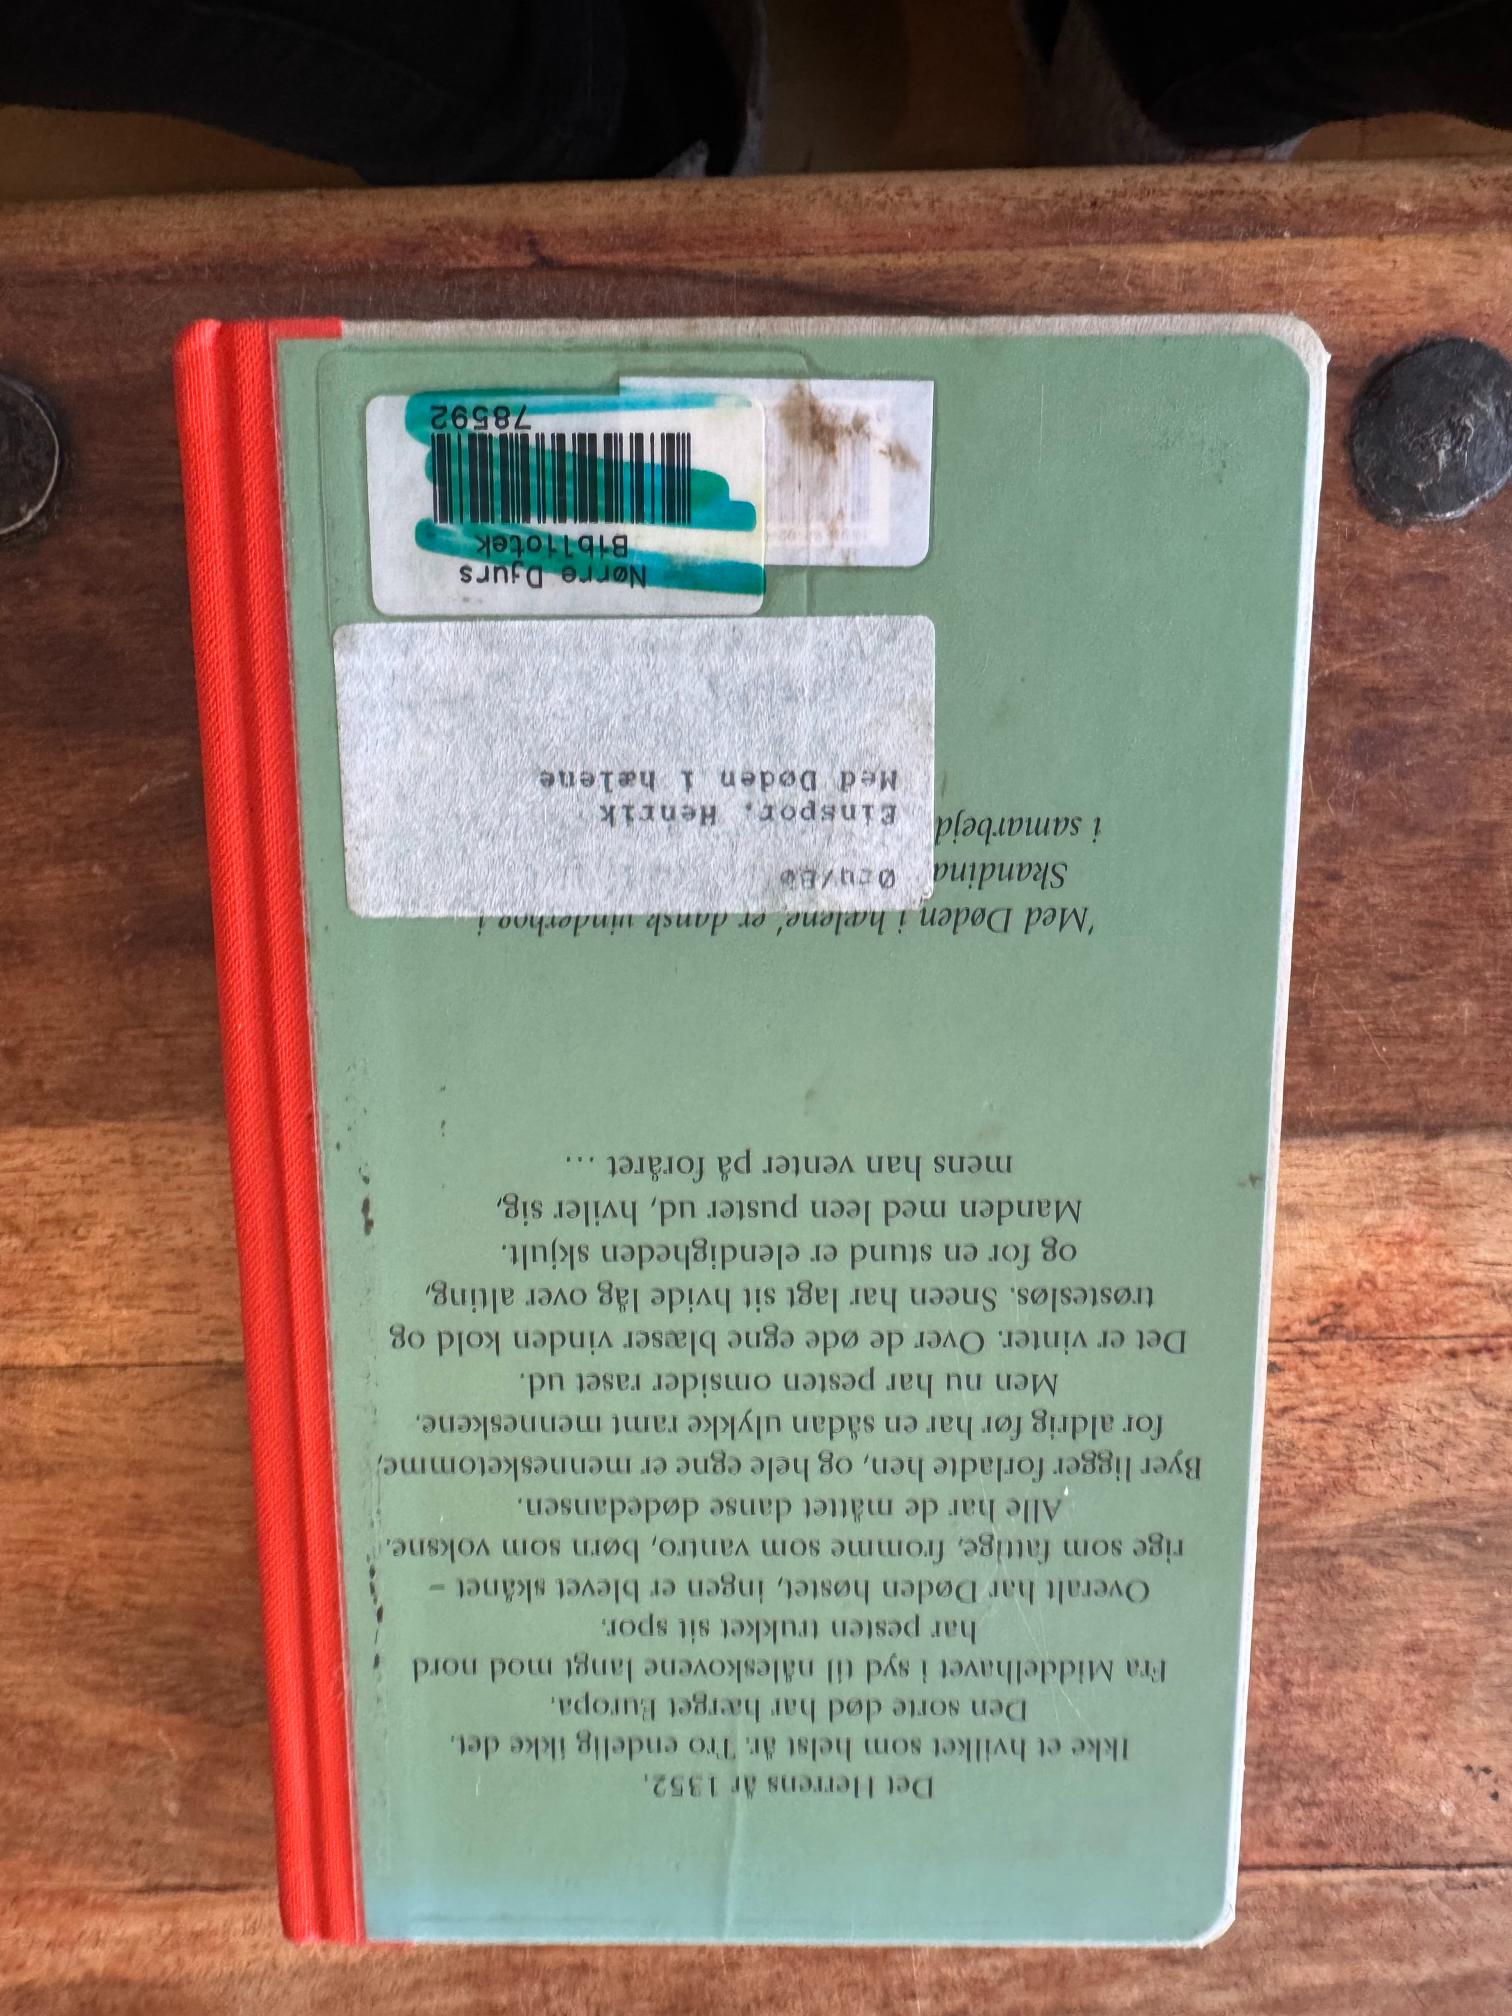 Det Herrens år 1352.
Ikke et hvilket som helst år. Tro endelig ikke det.
Den sorte død har hærget Europa.
Fra Middelhavet i syd til nåleskovene langt mod nord
har pesten trukket sit spor.
Overalt har Døden høstet, ingen er blevet skånet –
rige som fattige, fromme som vantro, børn som voksne.
Alle har de måttet danse dødedansen.
Byer ligger forladte hen, og hele egne er mennesketomme,
for aldrig før har en sådan ulykke ramt menneskene.
Men nu har pesten omsider raset ud.
Det er vinter. Over de øde egne blæser vinden kold og
trøstesløs. Sneen har lagt sit hvide låg over alting,
og for en stund er elendigheden skjult.
Manden med leen puster ud, hviler sig,
mens han venter på foråret ...
'Med Døden i hælene' er dansk vinderbog i
Skandina
i samarbejd
Einspor, Henrik
Med Døden i hælene
Nørre Djurs
Bibliotek
78592